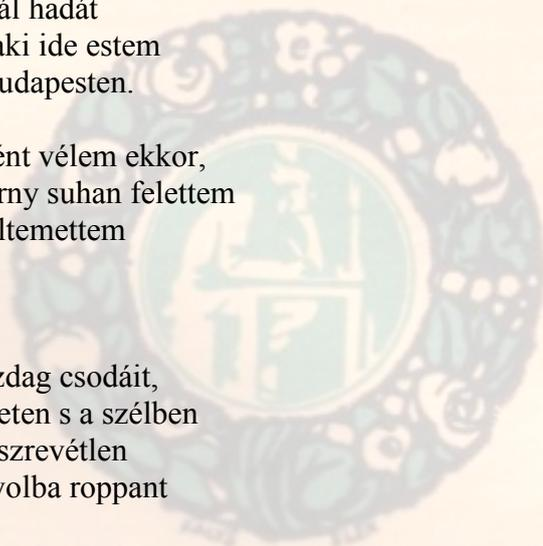 ál hadát
aki ide estem
udapesten.
ént vélem ekkor,
rny suhan felettem
ltemettem
zdag csodáit,
eten s a szélben
szrevétlen
volba roppant